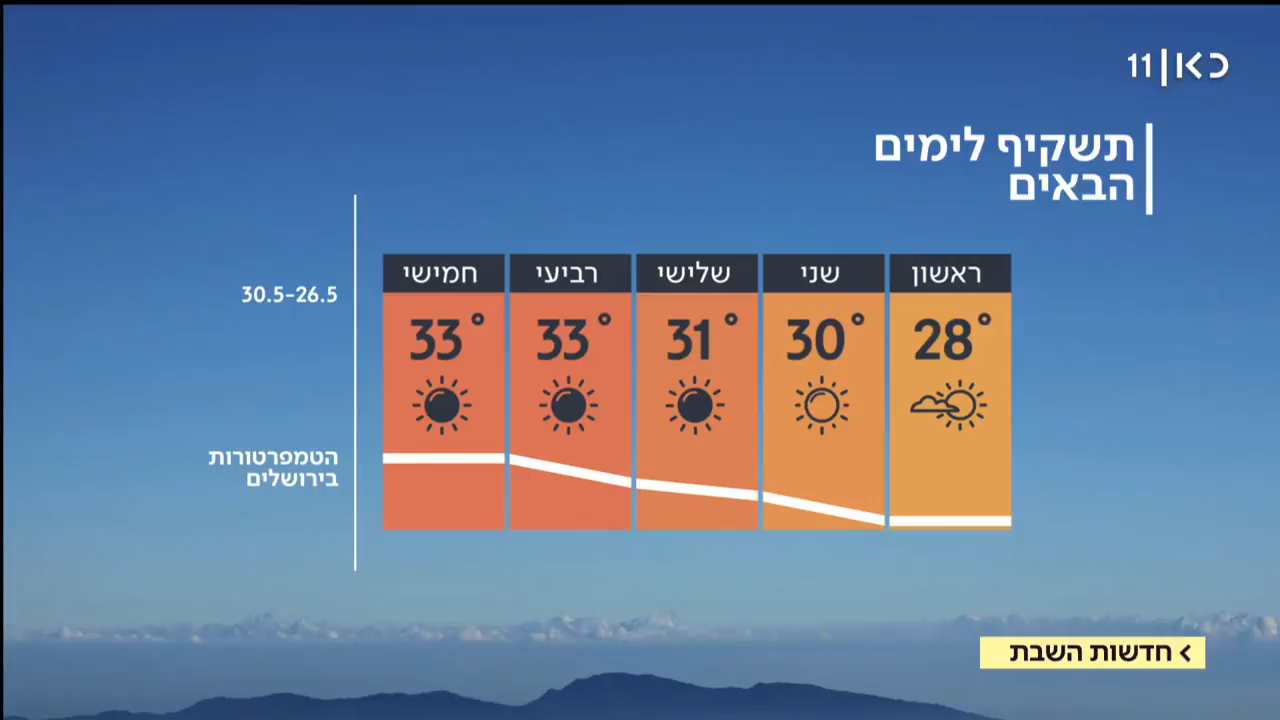 כאן 11
תשקיף לימים
הבאים
ראשון
שני
שלישי
רביעי
חמישי
28°
30°
31°
33°
33°
30.5-26.5
הטמפרטורות
בירושלים
חדשות השבת